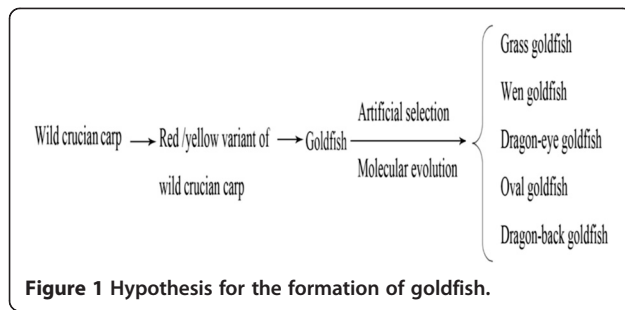 Wild crucian carp
Red /yellow variant of
wild crucian carp
Goldfish
Artificial selection
Molecular evolution
Grass goldfish
Wen goldfish
Dragon-eye goldfish
Oval goldfish
Dragon-back goldfish
Figure 1 Hypothesis for the formation of goldfish.